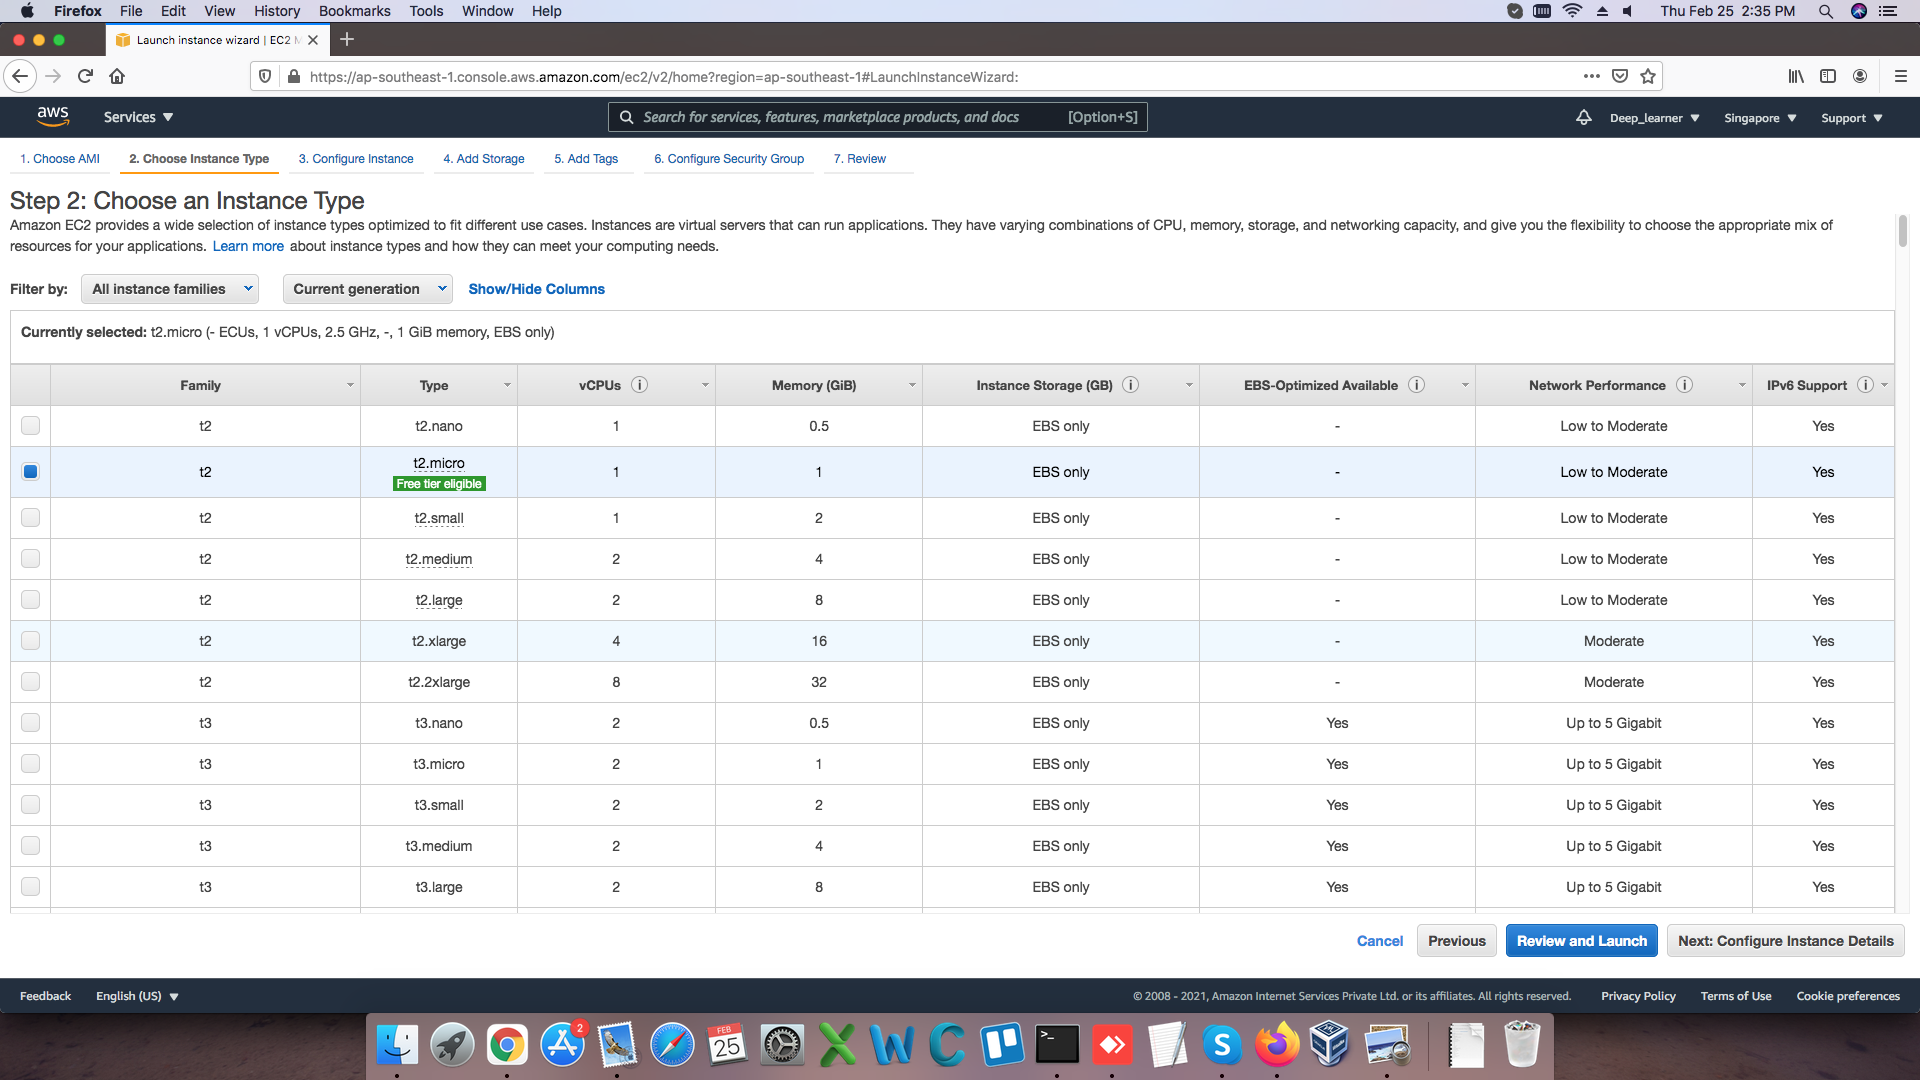 Firefox File Edit View History Bookmarks Tools Window Help Thu Feb 25 2:35 PM
Launch instance wizard | EC2 M
https://ap-southeast-1.console.aws.amazon.com/ec2/v2/home?region=ap-southeast-1#LaunchInstanceWizard:
aws Services Search for services, features, marketplace products, and docs [Option+S] Deep_learner Singapore Support
1. Choose AMI 2. Choose Instance Type 3. Configure Instance 4. Add Storage 5. Add Tags 6. Configure Security Group 7. Review
Step 2: Choose an Instance Type
Amazon EC2 provides a wide selection of instance types optimized to fit different use cases. Instances are virtual servers that can run applications. They have varying combinations of CPU, memory, storage, and networking capacity, and give you the flexibility to choose the appropriate mix of
resources for your applications. Learn more about instance types and how they can meet your computing needs.
Filter by: All instance families Current generation Show/Hide Columns
Currently selected: t2.micro (- ECUs, 1 vCPUs, 2.5 GHz, -, 1 GiB memory, EBS only)
Family Type vCPUs Memory (GiB) Instance Storage (GB) EBS-Optimized Available Network Performance IPv6 Support
t2 t2.nano 1 0.5 EBS only - Low to Moderate Yes
t2 t2.micro 1 1 EBS only - Low to Moderate Yes
Free tier eligible
t2 t2.small 1 2 EBS only - Low to Moderate Yes
t2 t2.medium 2 4 EBS only - Low to Moderate Yes
t2 t2.large 2 8 EBS only - Low to Moderate Yes
t2 t2.xlarge 4 16 EBS only - Moderate Yes
t2 t2.2xlarge 8 32 EBS only - Moderate Yes
t3 t3.nano 2 0.5 EBS only Yes Up to 5 Gigabit Yes
t3 t3.micro 2 1 EBS only Yes Up to 5 Gigabit Yes
t3 t3.small 2 2 EBS only Yes Up to 5 Gigabit Yes
t3 t3.medium 2 4 EBS only Yes Up to 5 Gigabit Yes
t3 t3.large 2 8 EBS only Yes Up to 5 Gigabit Yes
Cancel Previous Review and Launch Next: Configure Instance Details
Feedback English (US) © 2008 - 2021, Amazon Internet Services Private Ltd. or its affiliates. All rights reserved. Privacy Policy Terms of Use Cookie preferences
2
FEB
25